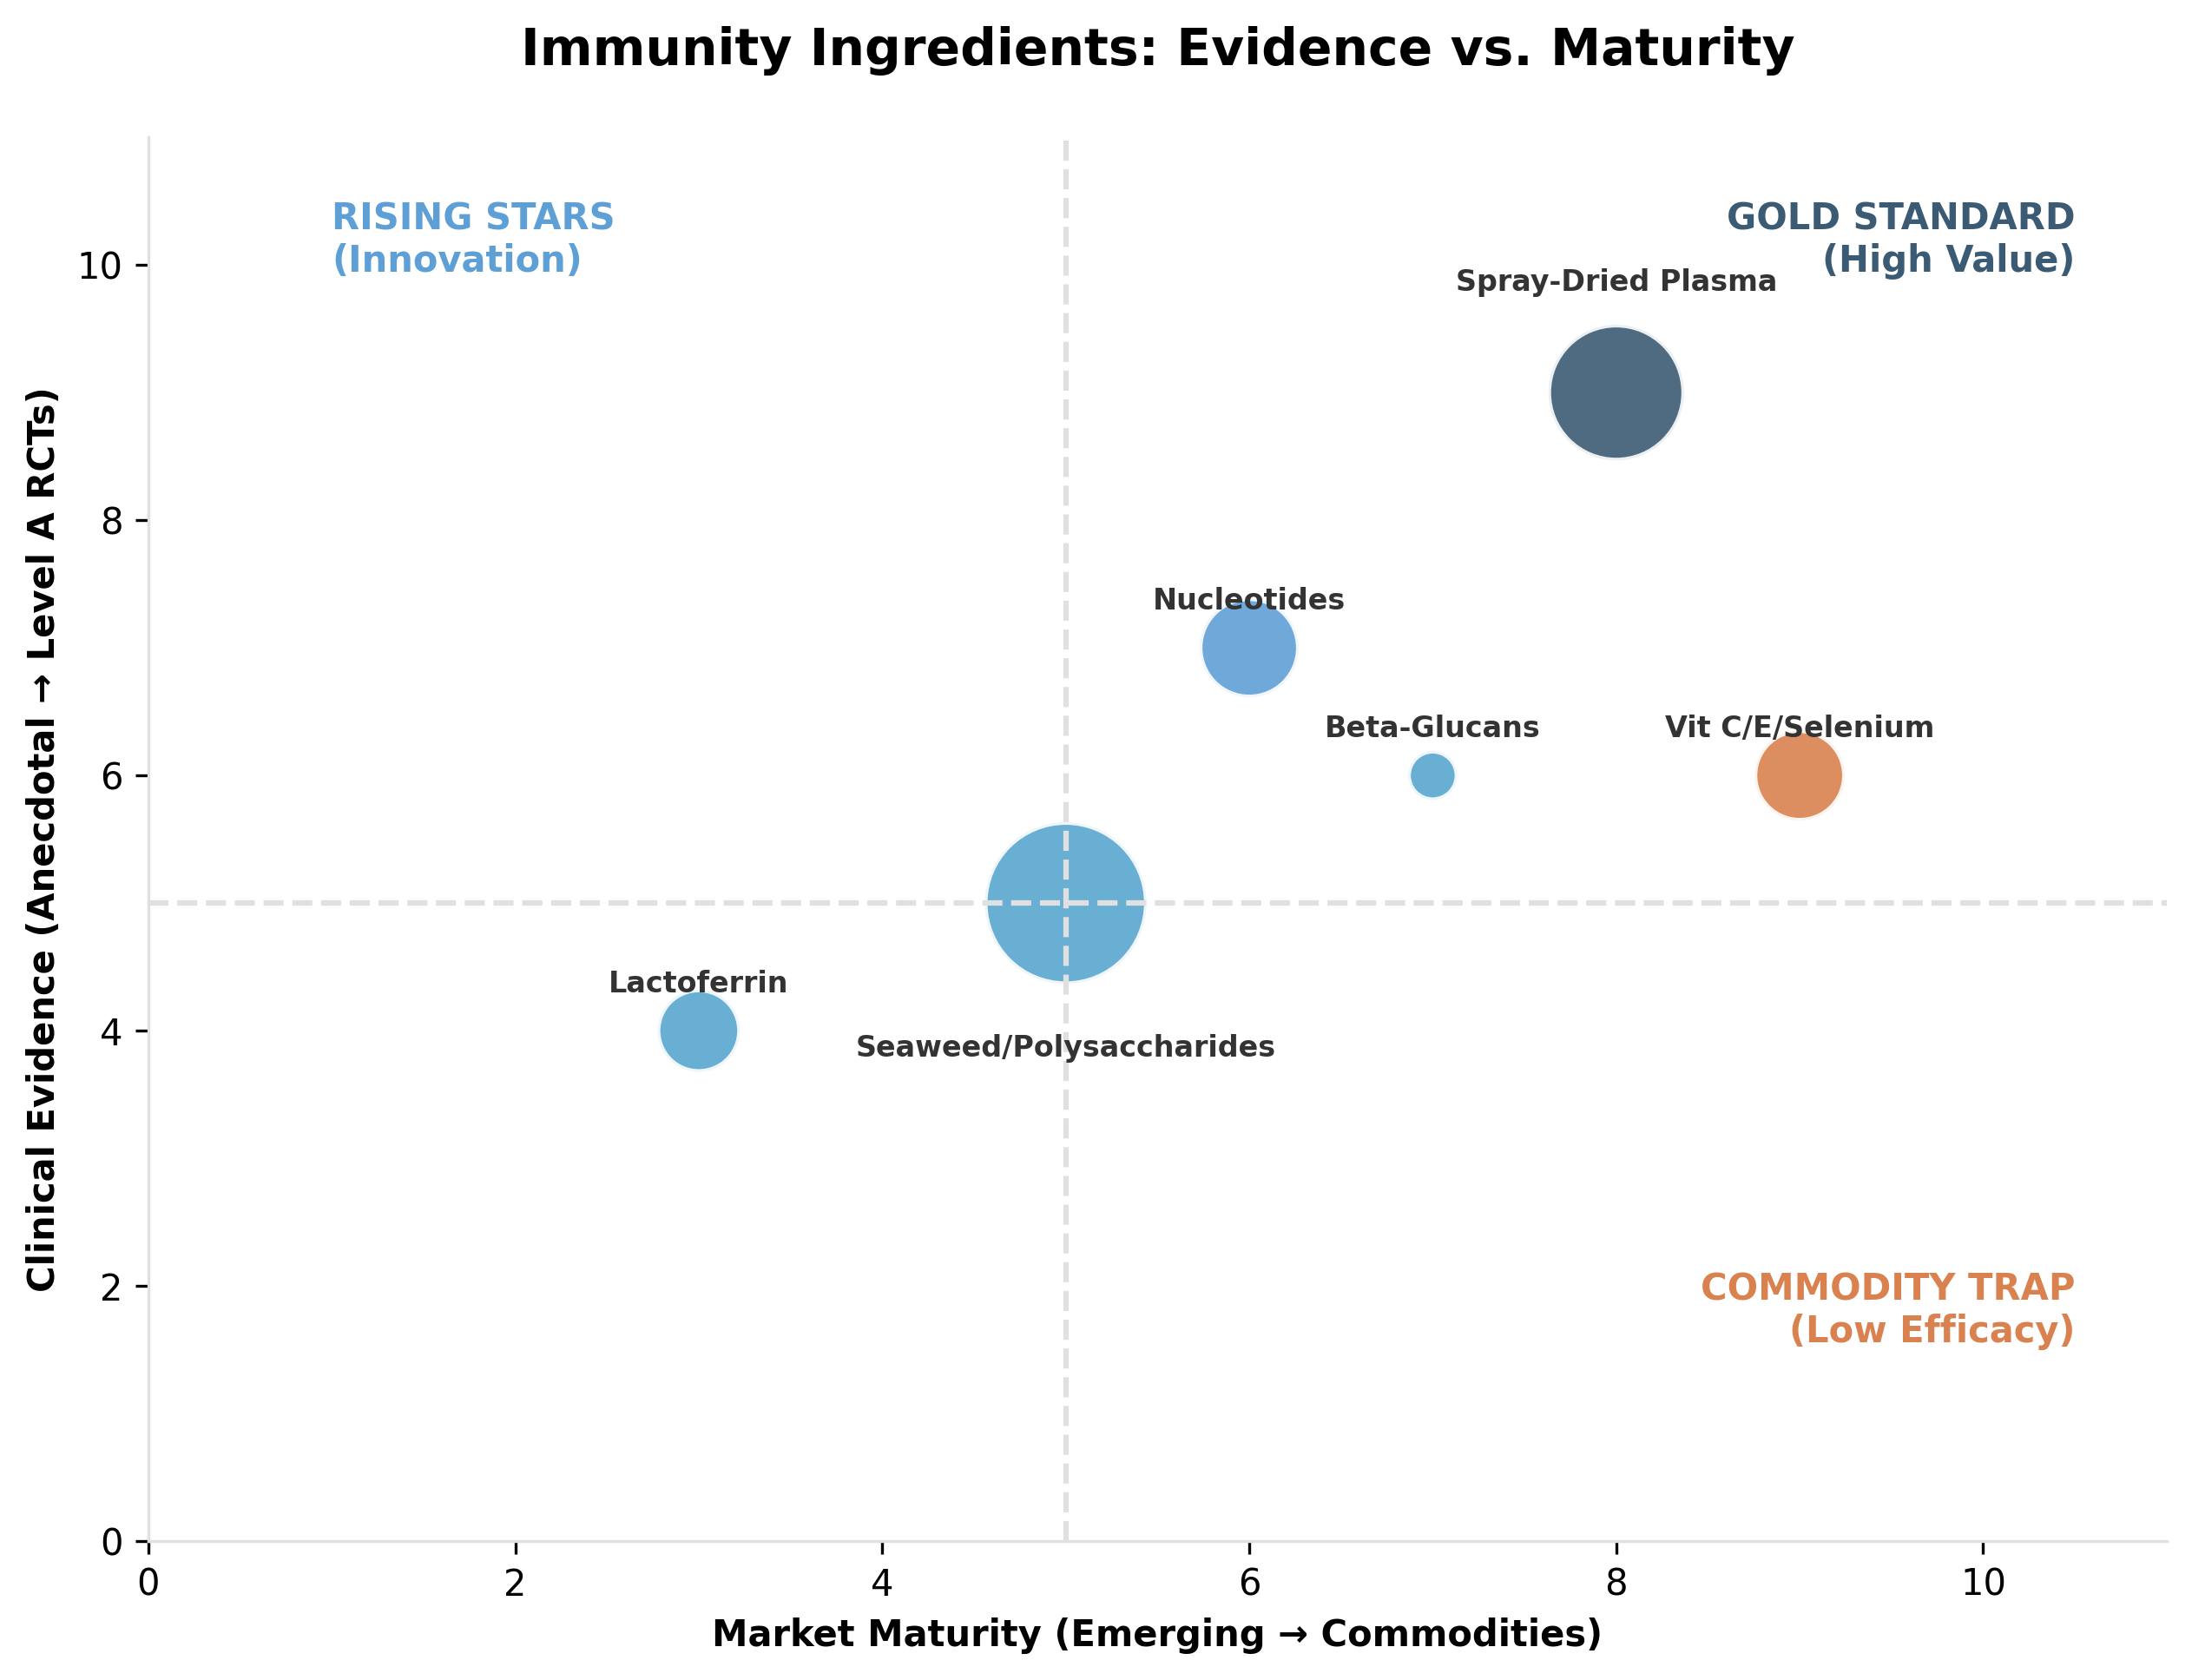 Immunity Ingredients: Evidence vs. Maturity
RISING STARS
(Innovation)
GOLD STANDARD
(High Value)
Spray-Dried Plasma
Nucleotides
Beta-Glucans
Vit C/E/Selenium
Lactoferrin
Seaweed/Polysaccharides
COMMODITY TRAP
(Low Efficacy)
Clinical Evidence (Anecdotal → Level A RCTs)
10
8
6
4
2
0
0
2
4
6
8
10
Market Maturity (Emerging → Commodities)